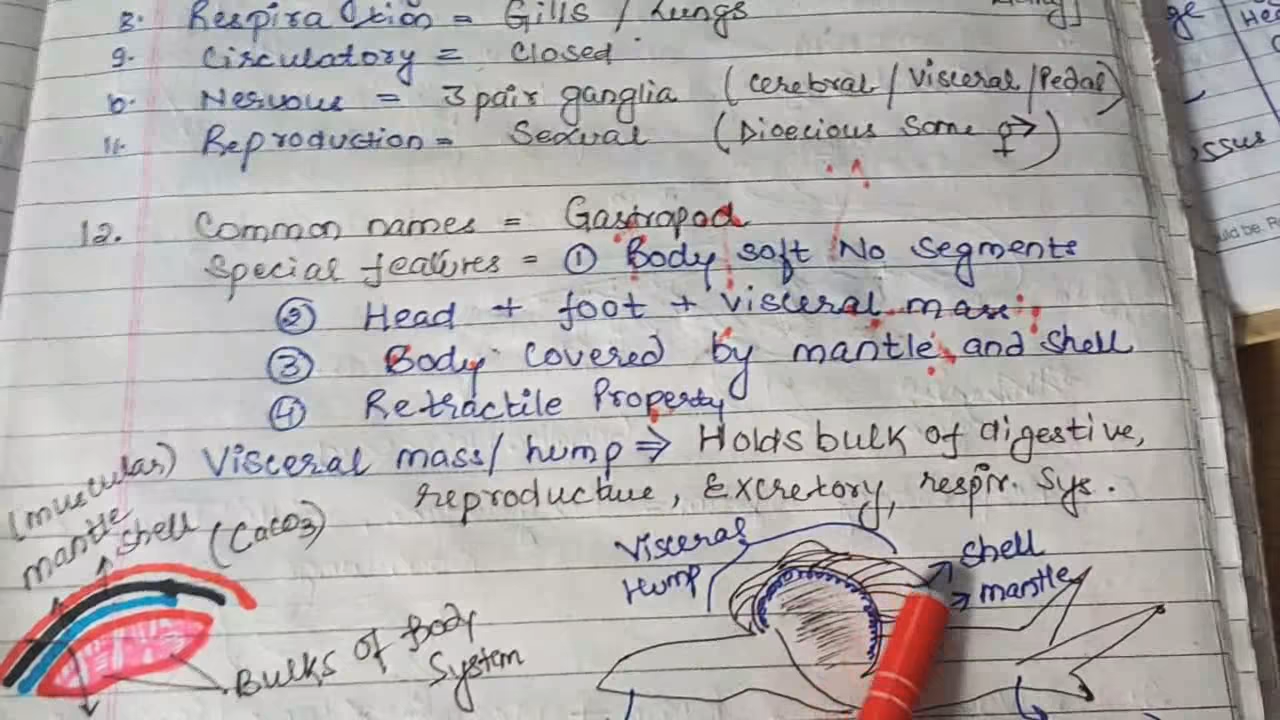 8. Respiration = Gills / Lungs
9. Circulatory = Closed
10. Nervous = 3 pair ganglia (Cerebral / Visceral / Pedal)
11. Reproduction = Sexual (Dioecious Some ⚥)
12. Common names = Gastropod
Special features = ① Body soft No segments
② Head + foot + visceral mass
③ Body covered by mantle and shell
④ Retractile Property
Visceral mass/hump ⇒ Holds bulk of digestive,
reproductive, Excretory, respir. Sys.
(muscular)
mantle
shell (CaCO3)
Bulks of Body
System
Visceral
Hump
shell
mantle
ssus
uld be.